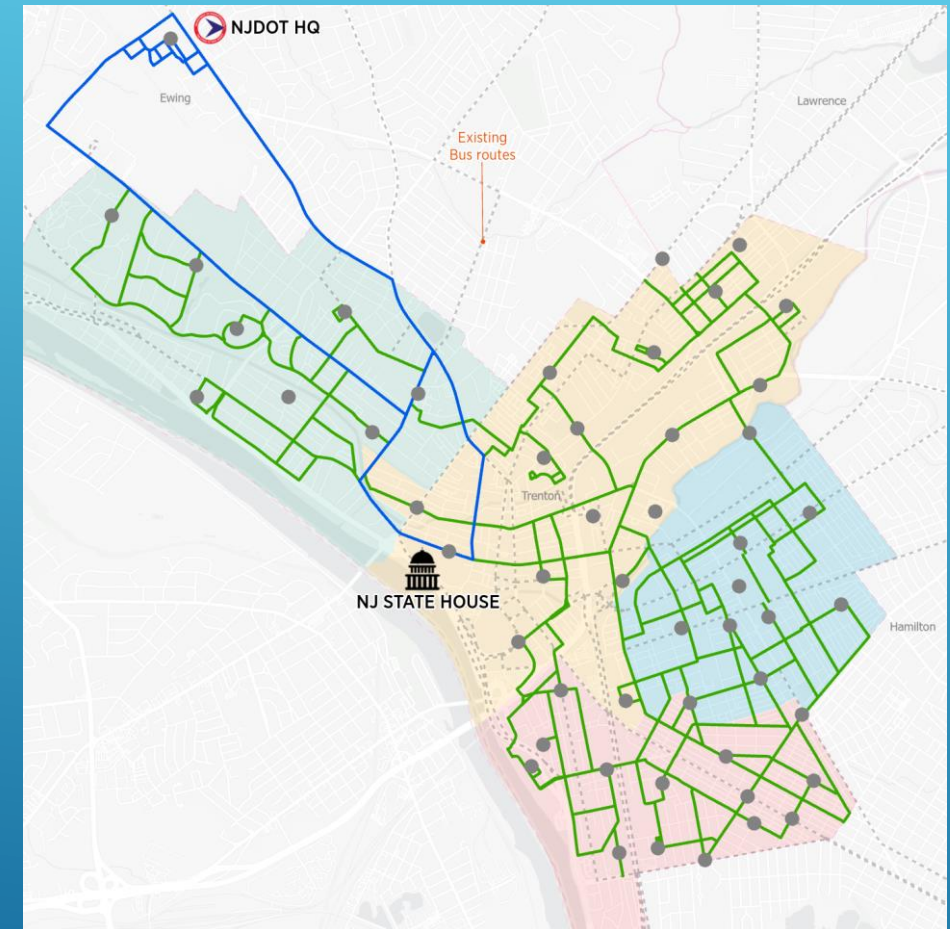 NJDOT HQ
Ewing
Lawrence
Existing
Bus routes
Trenton
NJ STATE HOUSE
Hamilton